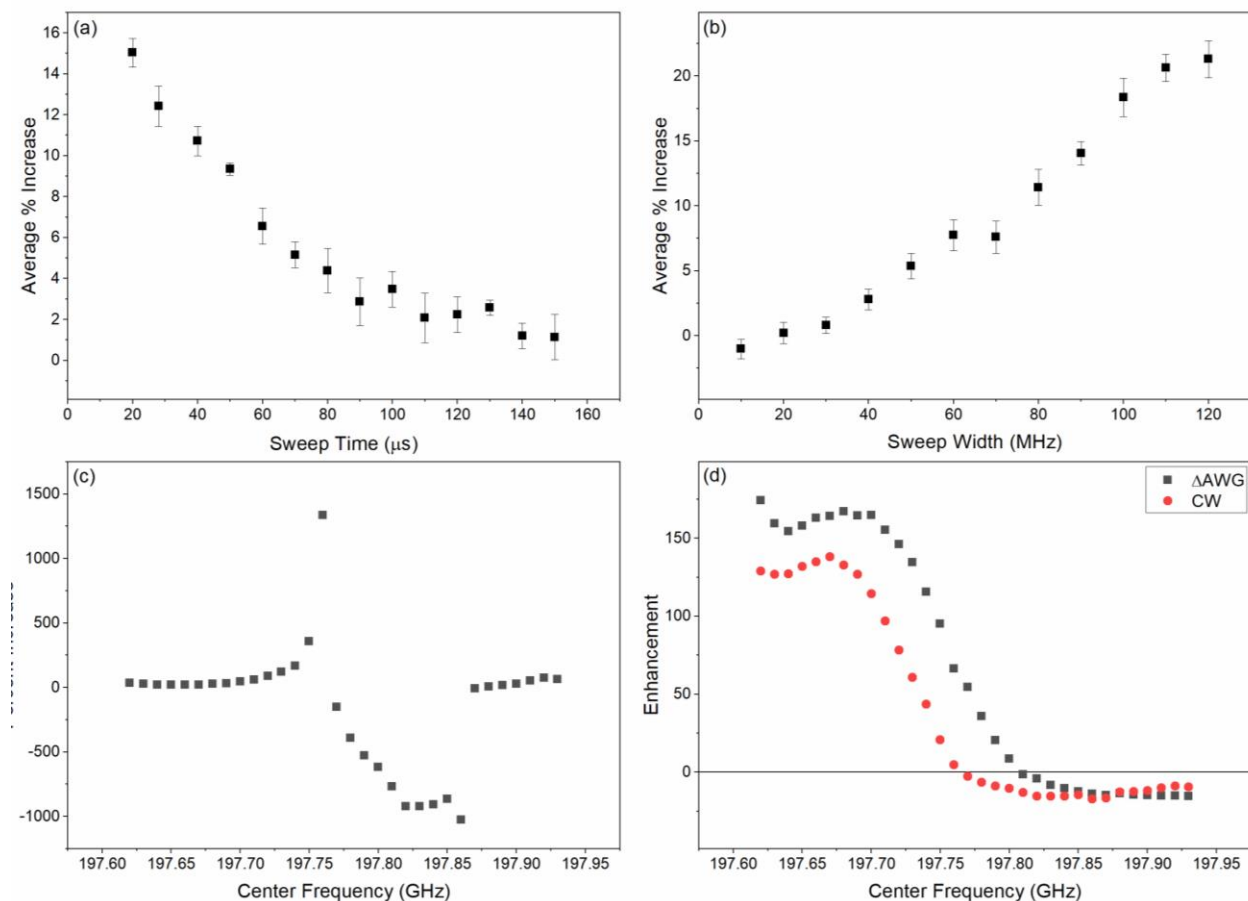 (a)
Average % Increase
16
14
12
10
8
6
4
2
0
0 20 40 60 80 100 120 140 160
Sweep Time (μs)
(b)
Average % Increase
20
15
10
5
0
0 20 40 60 80 100 120
Sweep Width (MHz)
(c)
1500
1000
500
0
-500
-1000
197.60 197.65 197.70 197.75 197.80 197.85 197.90 197.95
Center Frequency (GHz)
(d)
ΔAWG
CW
Enhancement
150
100
50
0
197.60 197.65 197.70 197.75 197.80 197.85 197.90 197.95
Center Frequency (GHz)